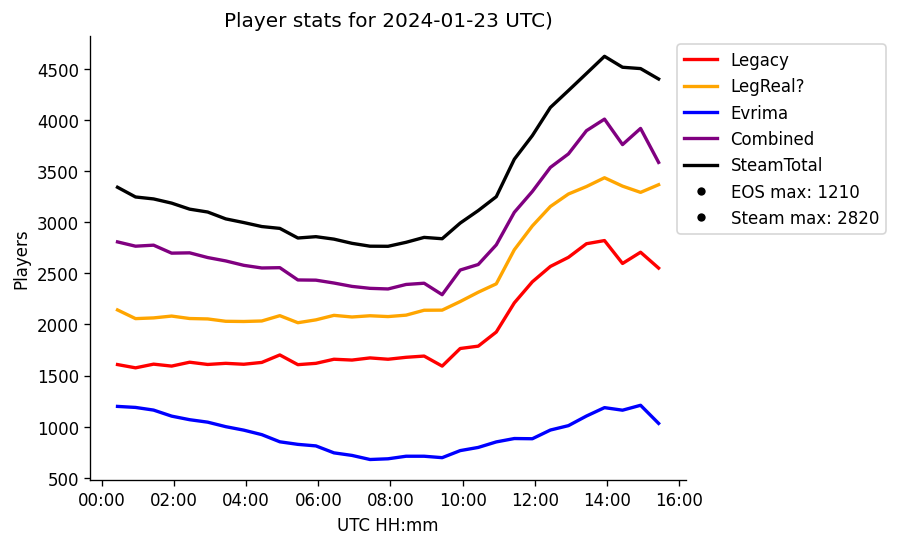 Player stats for 2024-01-23 UTC)
Players
4500
4000
3500
3000
2500
2000
1500
1000
500
00:00 02:00 04:00 06:00 08:00 10:00 12:00 14:00 16:00
UTC HH:mm
Legacy
LegReal?
Evrima
Combined
SteamTotal
EOS max: 1210
Steam max: 2820